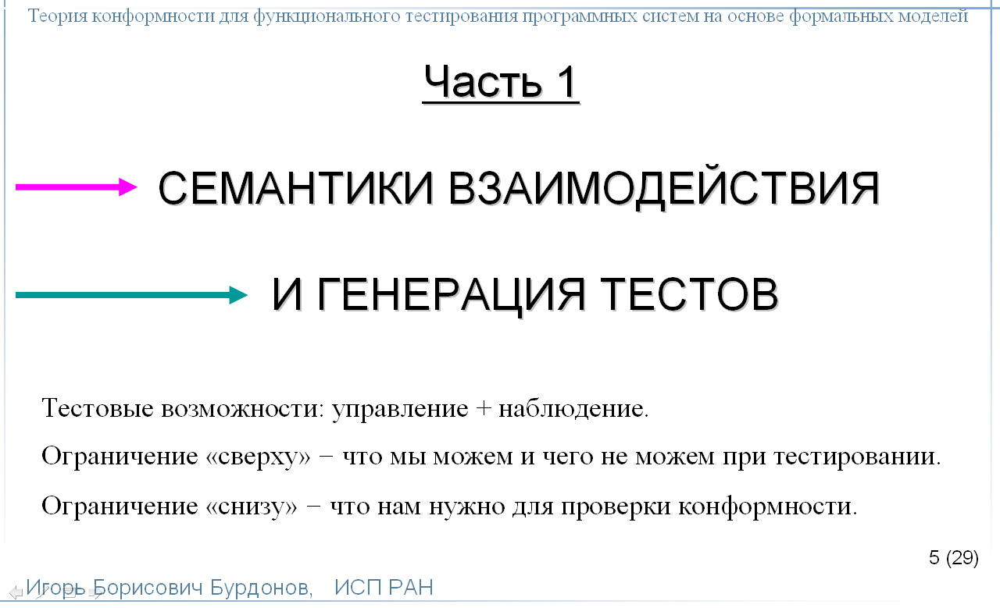 Теория конформности для функционального тестирования программных систем на основе формальных моделей
Часть 1
СЕМАНТИКИ ВЗАИМОДЕЙСТВИЯ
И ГЕНЕРАЦИЯ ТЕСТОВ
Тестовые возможности: управление + наблюдение.
Ограничение «сверху» − что мы можем и чего не можем при тестировании.
Ограничение «снизу» − что нам нужно для проверки конформности.
5 (29)
Игорь Борисович Бурдонов, ИСП РАН